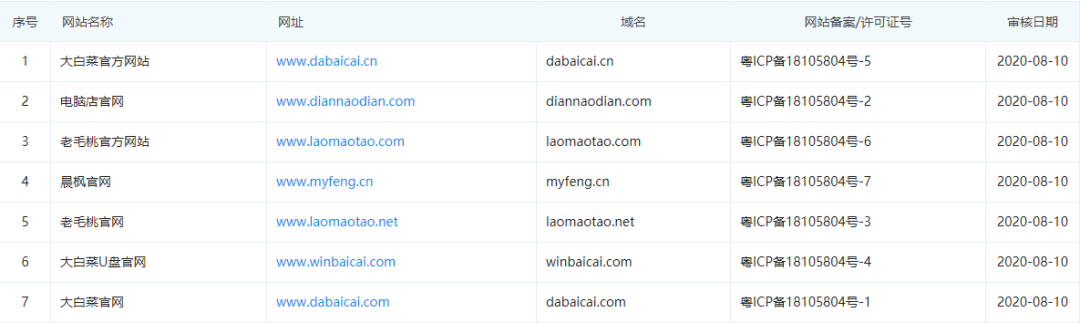 序号 网站名称 网址 域名 网站备案/许可证号 审核日期
1 大白菜官方网站 www.dabaicai.cn dabaicai.cn 粤ICP备18105804号-5 2020-08-10
2 电脑店官网 www.diannaodian.com diannaodian.com 粤ICP备18105804号-2 2020-08-10
3 老毛桃官方网站 www.laomaotao.com laomaotao.com 粤ICP备18105804号-6 2020-08-10
4 晨枫官网 www.myfeng.cn myfeng.cn 粤ICP备18105804号-7 2020-08-10
5 老毛桃官网 www.laomaotao.net laomaotao.net 粤ICP备18105804号-3 2020-08-10
6 大白菜U盘官网 www.winbaicai.com winbaicai.com 粤ICP备18105804号-4 2020-08-10
7 大白菜官网 www.dabaicai.com dabaicai.com 粤ICP备18105804号-1 2020-08-10